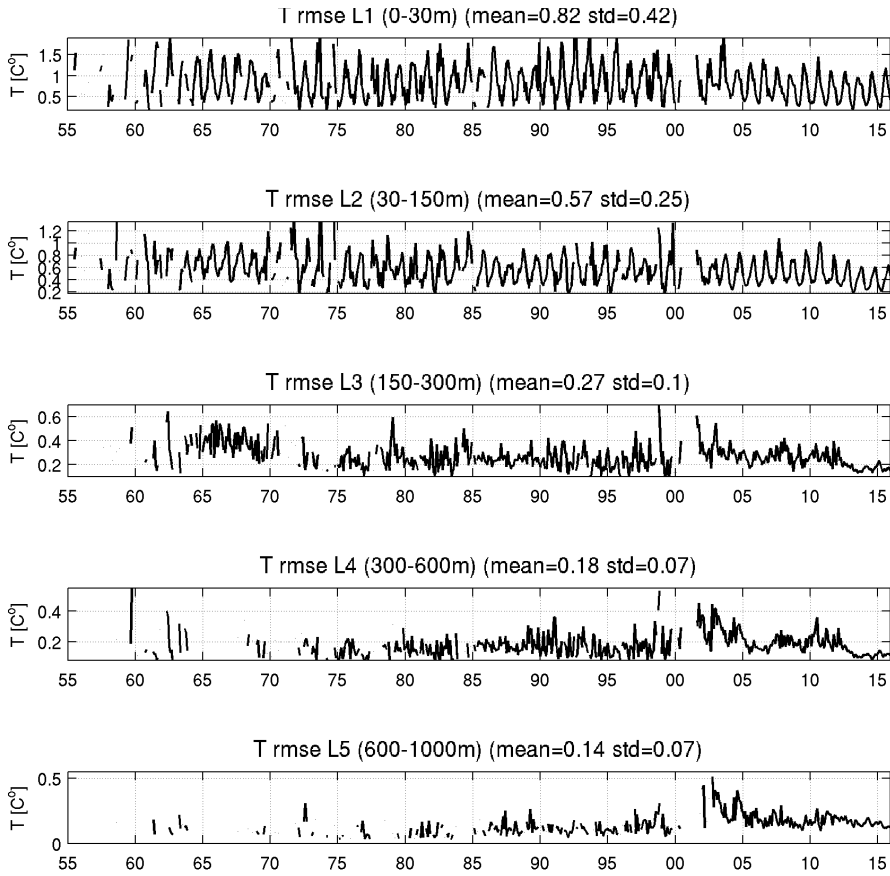 T rmse L1 (0-30m) (mean=0.82 std=0.42)
T [C°]
1.5
1
0.5
55 60 65 70 75 80 85 90 95 00 05 10 15
T rmse L2 (30-150m) (mean=0.57 std=0.25)
T [C°]
1.2
1
0.8
0.6
0.4
0.2
55 60 65 70 75 80 85 90 95 00 05 10 15
T rmse L3 (150-300m) (mean=0.27 std=0.1)
T [C°]
0.6
0.4
0.2
55 60 65 70 75 80 85 90 95 00 05 10 15
T rmse L4 (300-600m) (mean=0.18 std=0.07)
T [C°]
0.4
0.2
55 60 65 70 75 80 85 90 95 00 05 10 15
T rmse L5 (600-1000m) (mean=0.14 std=0.07)
T [C°]
0.5
0
55 60 65 70 75 80 85 90 95 00 05 10 15